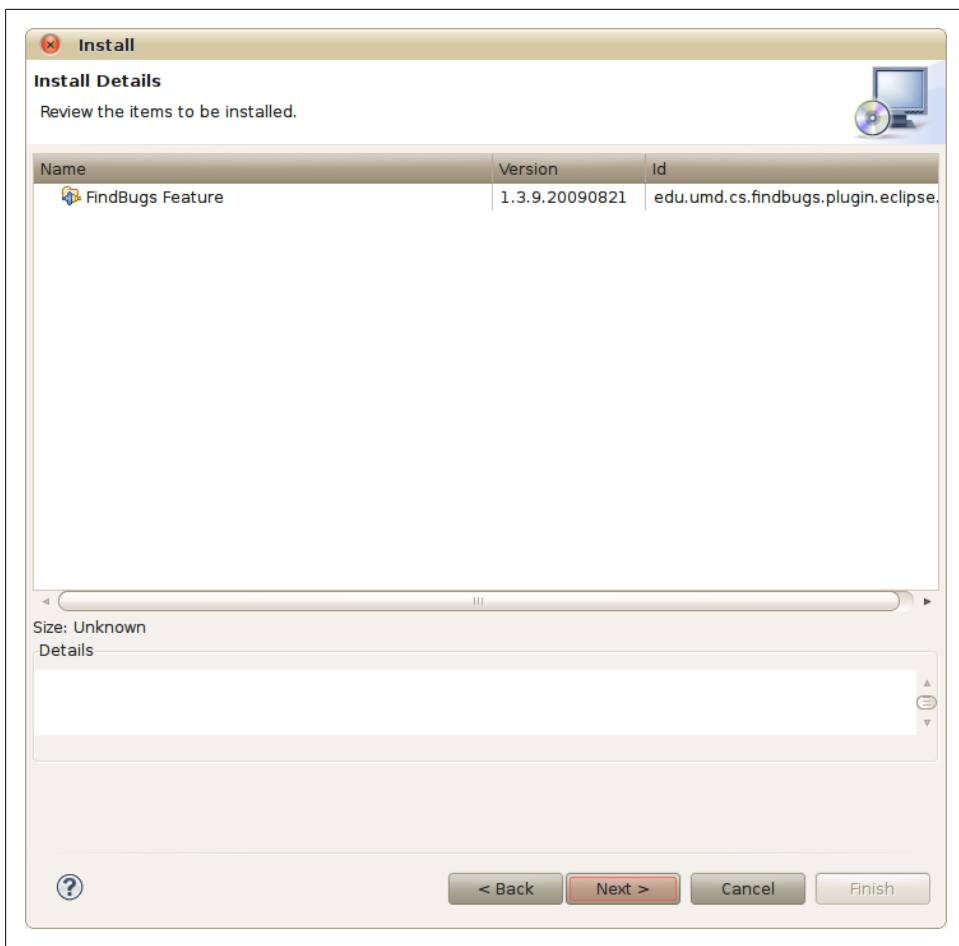 Install
Install Details
Review the items to be installed.
Name Version Id
FindBugs Feature 1.3.9.20090821 edu.umd.cs.findbugs.plugin.eclipse.
Size: Unknown
Details
< Back Next > Cancel Finish